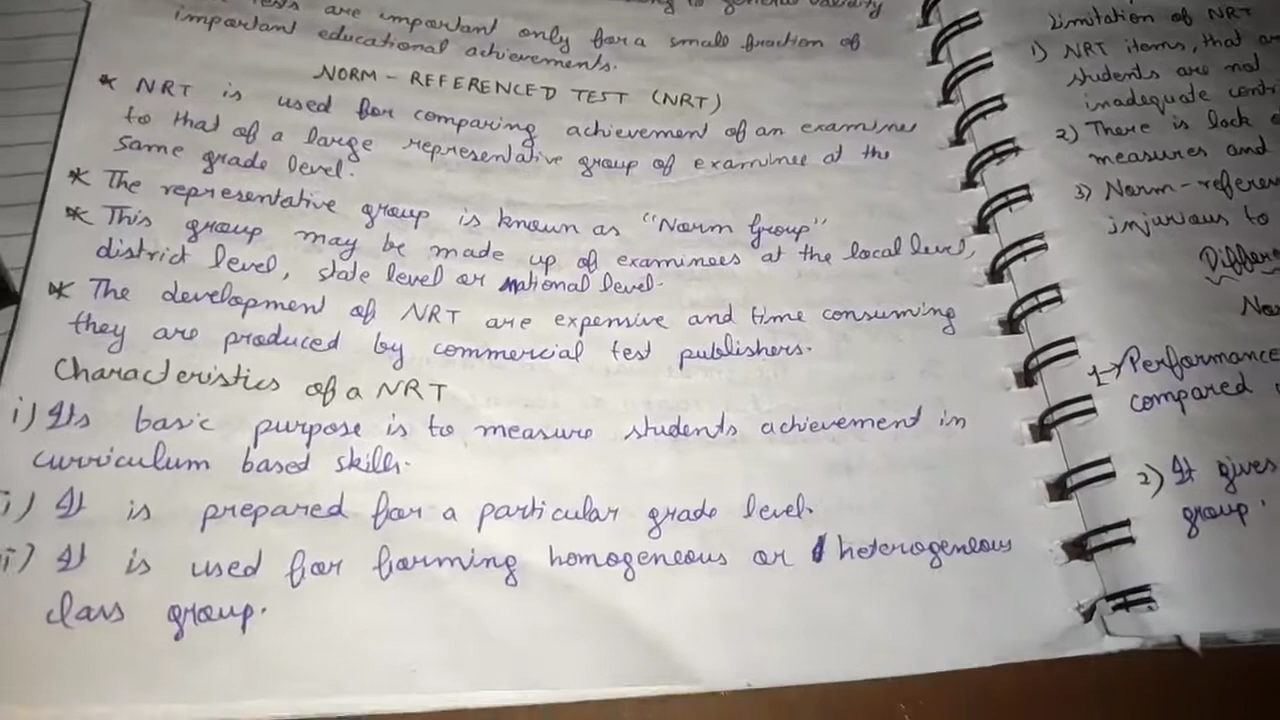 tests are important only for a small fraction of
important educational achievements.
NORM - REFERENCED TEST (NRT)
* NRT is used for comparing achievement of an examinee
to that of a large representative group of examinee at the
same grade level.
* The representative group is known as "Norm Group"
* This group may be made up of examinees at the local level,
district level, state level or national level.
* The development of NRT are expensive and time consuming
they are produced by commercial test publishers.
Characteristics of a NRT
i) Its basic purpose is to measure students achievement in
curriculum based skills.
i) It is prepared for a particular grade level.
ii) It is used for forming homogeneous or heterogeneous
class group.
Limitation of NRT
1) NRT items, that
students are not
inadequate
2) There is lack
measures and
3) Norm-
injurious to
1→ Performance
compared
2) It gives
group.